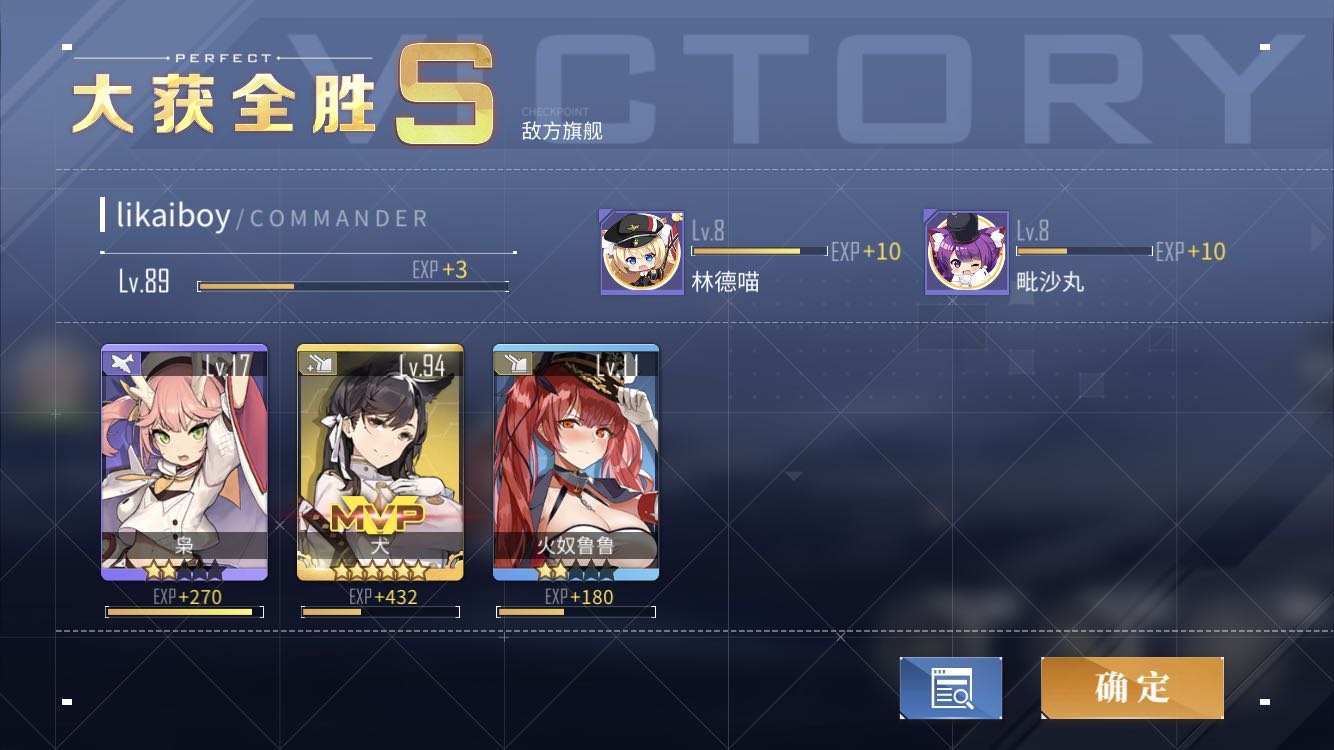 VICTORY
PERFECT
大获全胜 S
CHECKPOINT
敌方旗舰
likaiboy/COMMANDER
Lv.89
EXP+3
Lv.8
EXP+10
林德喵
Lv.8
EXP+10
毗沙丸
Lv.17
枭
EXP+270
Lv.94
MVP
犬
EXP+432
Lv.11
火奴鲁鲁
EXP+180
确定